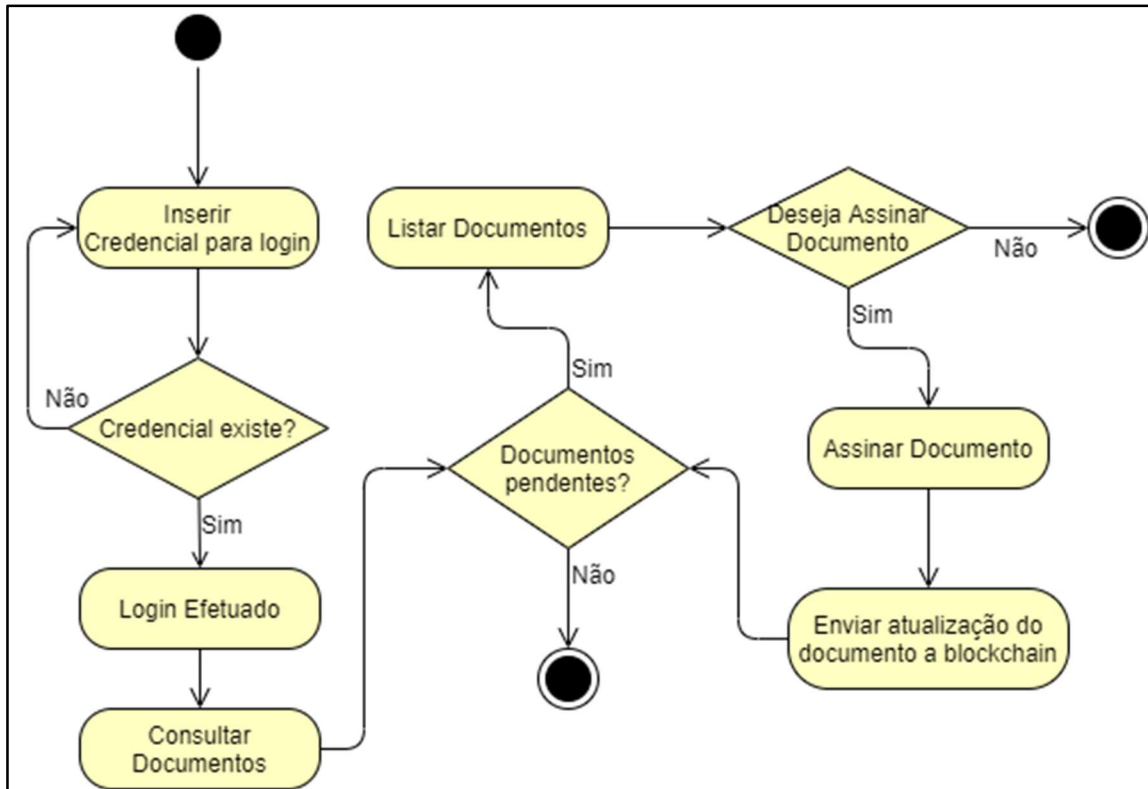 Inserir
Credencial para login
Não
Credencial existe?
Sim
Login Efetuado
Consultar
Documentos
Documentos
pendentes?
Sim
Não
Listar Documentos
Deseja Assinar
Documento
Não
Sim
Assinar Documento
Enviar atualização do
documento a blockchain